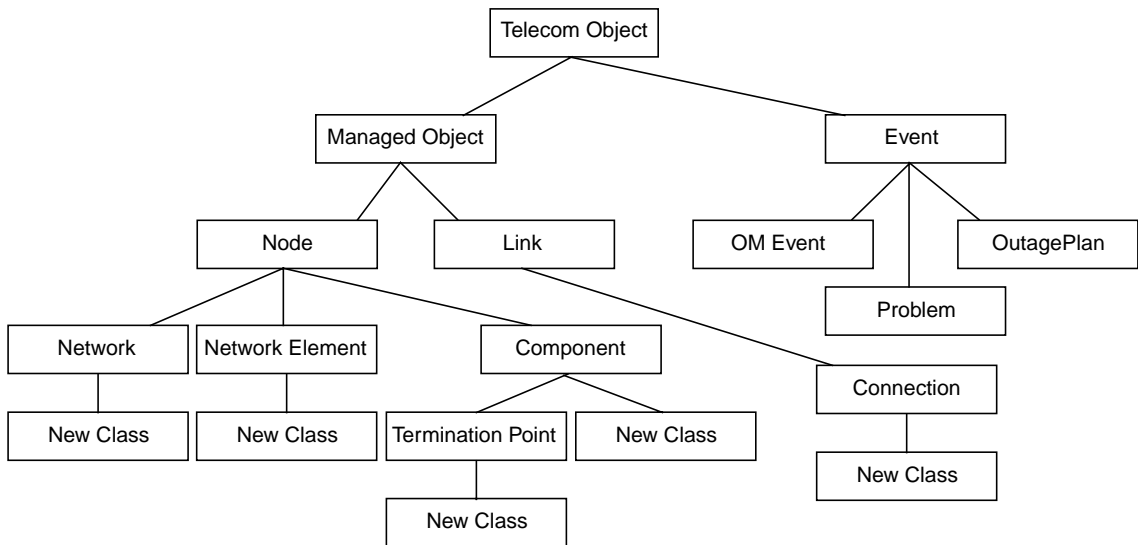 Telecom Object
Managed Object
Event
Node
Link
OM Event
OutagePlan
Problem
Network
Network Element
Component
Connection
New Class
New Class
Termination Point
New Class
New Class
New Class